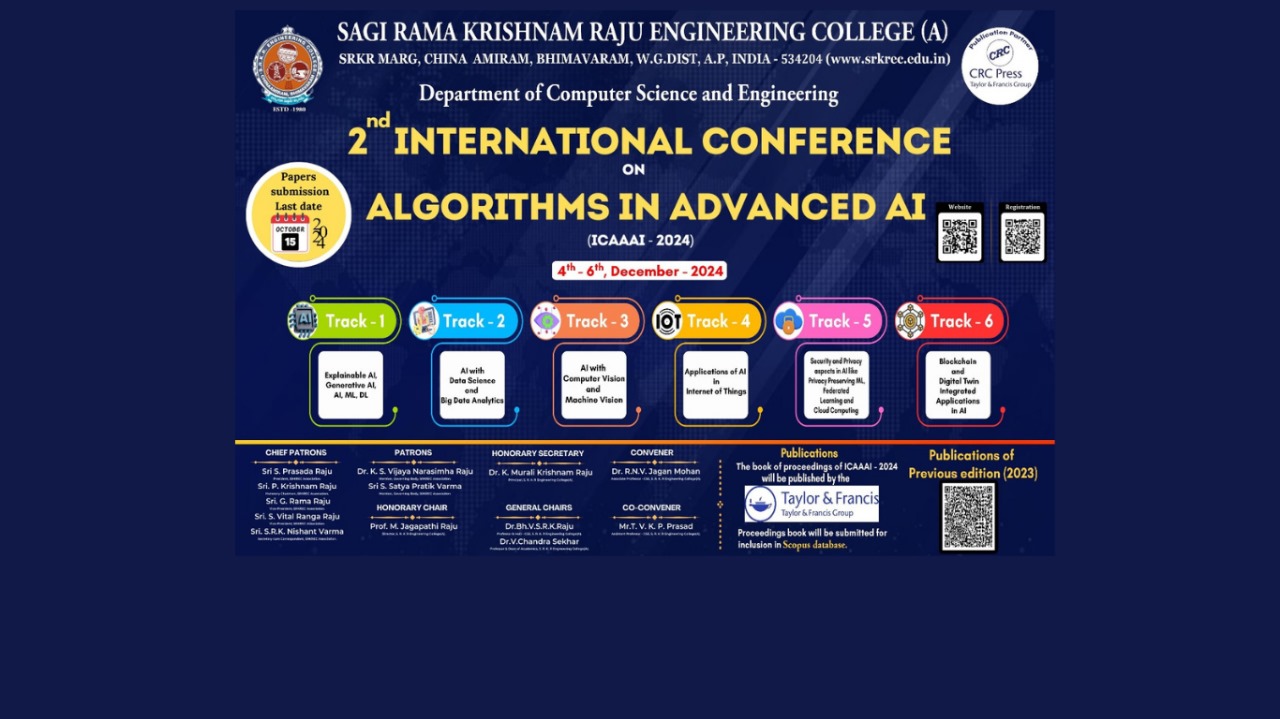 SAGI RAMA KRISHNAM RAJU ENGINEERING COLLEGE (A)
SRKR MARG, CHINA AMIRAM, BHIMAVARAM, W.G.DIST, A.P, INDIA - 534204 (www.srkrec.edu.in)
Department of Computer Science and Engineering
ESTD -1980
Publication Partner
CRC
CRC Press
Taylor & Francis Group
2nd INTERNATIONAL CONFERENCE
ON
ALGORITHMS IN ADVANCED AI
(ICAAAI - 2024)
4th - 6th, December - 2024
Papers
submission
Last date
OCTOBER
15
2024
Website
Registration
Track - 1
Track - 2
Track - 3
Track - 4
Track - 5
Track - 6
AI
IOT
Explainable AI,
Generative AI,
AI, ML, DL
AI with
Data Science
and
Big Data Analytics
AI with
Computer Vision
and
Machine Vision
Applications of AI
in
Internet of Things
Security and Privacy
aspects in AI like
Privacy Preserving ML,
Federated
Learning and
Cloud Computing
Blockchain
and
Digital Twin
Integrated
Applications
in AI
CHIEF PATRONS
Sri S. Prasada Raju
Sri. P. Krishnam Raju
Sri. G. Rama Raju
Sri. S. Vital Ranga Raju
Sri. S.R.K. Nishant Varma
PATRONS
Dr. K. S. Vijaya Narasimha Raju
Sri S. Satya Pratik Varma
HONORARY CHAIR
Prof. M. Jagapathi Raju
HONORARY SECRETARY
Dr. K. Murali Krishnam Raju
GENERAL CHAIRS
Dr.Bh.V.S.R.K.Raju
Dr.V.Chandra Sekhar
CONVENER
Dr. R.N.V. Jagan Mohan
CO-CONVENER
Mr.T. V. K. P. Prasad
Publications
The book of proceedings of ICAAAI - 2024
will be published by the
Taylor & Francis
Taylor & Francis Group
Proceedings book will be submitted for
inclusion in Scopus database.
Publications of
Previous edition (2023)